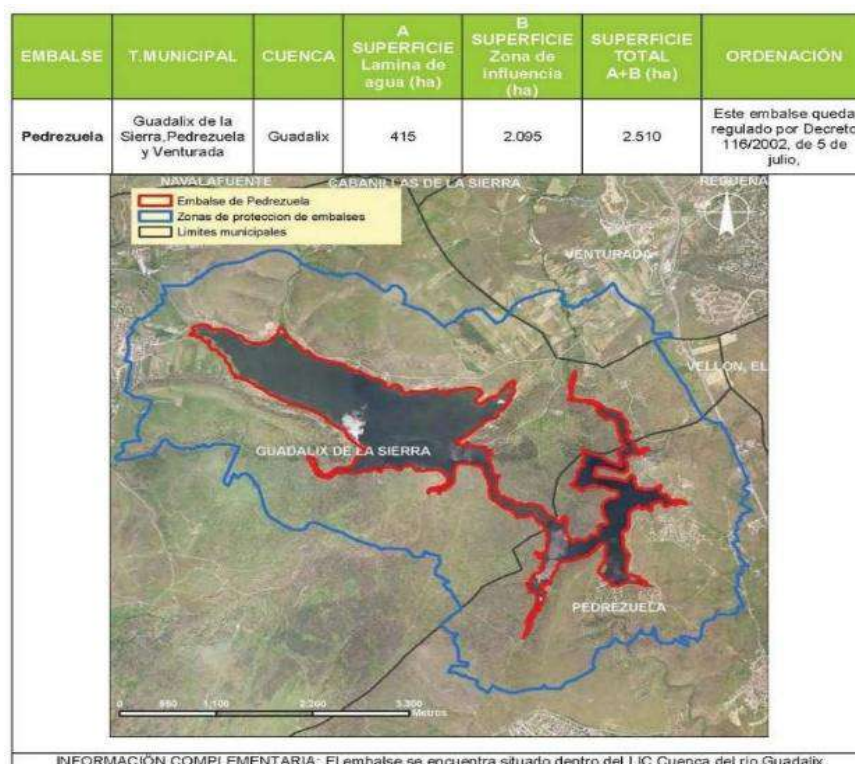 EMBALSE
T.MUNICIPAL
CUENCA
A
SUPERFICIE
Lamina de
agua (ha)
B
SUPERFICIE
Zona de
influencia
(ha)
SUPERFICIE
TOTAL
A+B (ha)
ORDENACIÓN
Pedrezuela
Guadalix de la
Sierra,Pedrezuela
y Venturada
Guadalix
415
2.095
2.510
Este embalse queda
regulado por Decreto
116/2002, de 5 de
julio,
NAVALAFUENTE
CABANILLAS DE LA SIERRA
REDUEÑA
Embalse de Pedrezuela
Zonas de proteccion de embalses
Limites municipales
VENTURADA
VELLON, EL
GUADALIX DE LA SIERRA
PEDREZUELA
0 550 1.100 2.200 3.300
Metros
INFORMACIÓN COMPLEMENTARIA: El embalse se encuentra situado dentro del LIC Cuenca del río Guadalix